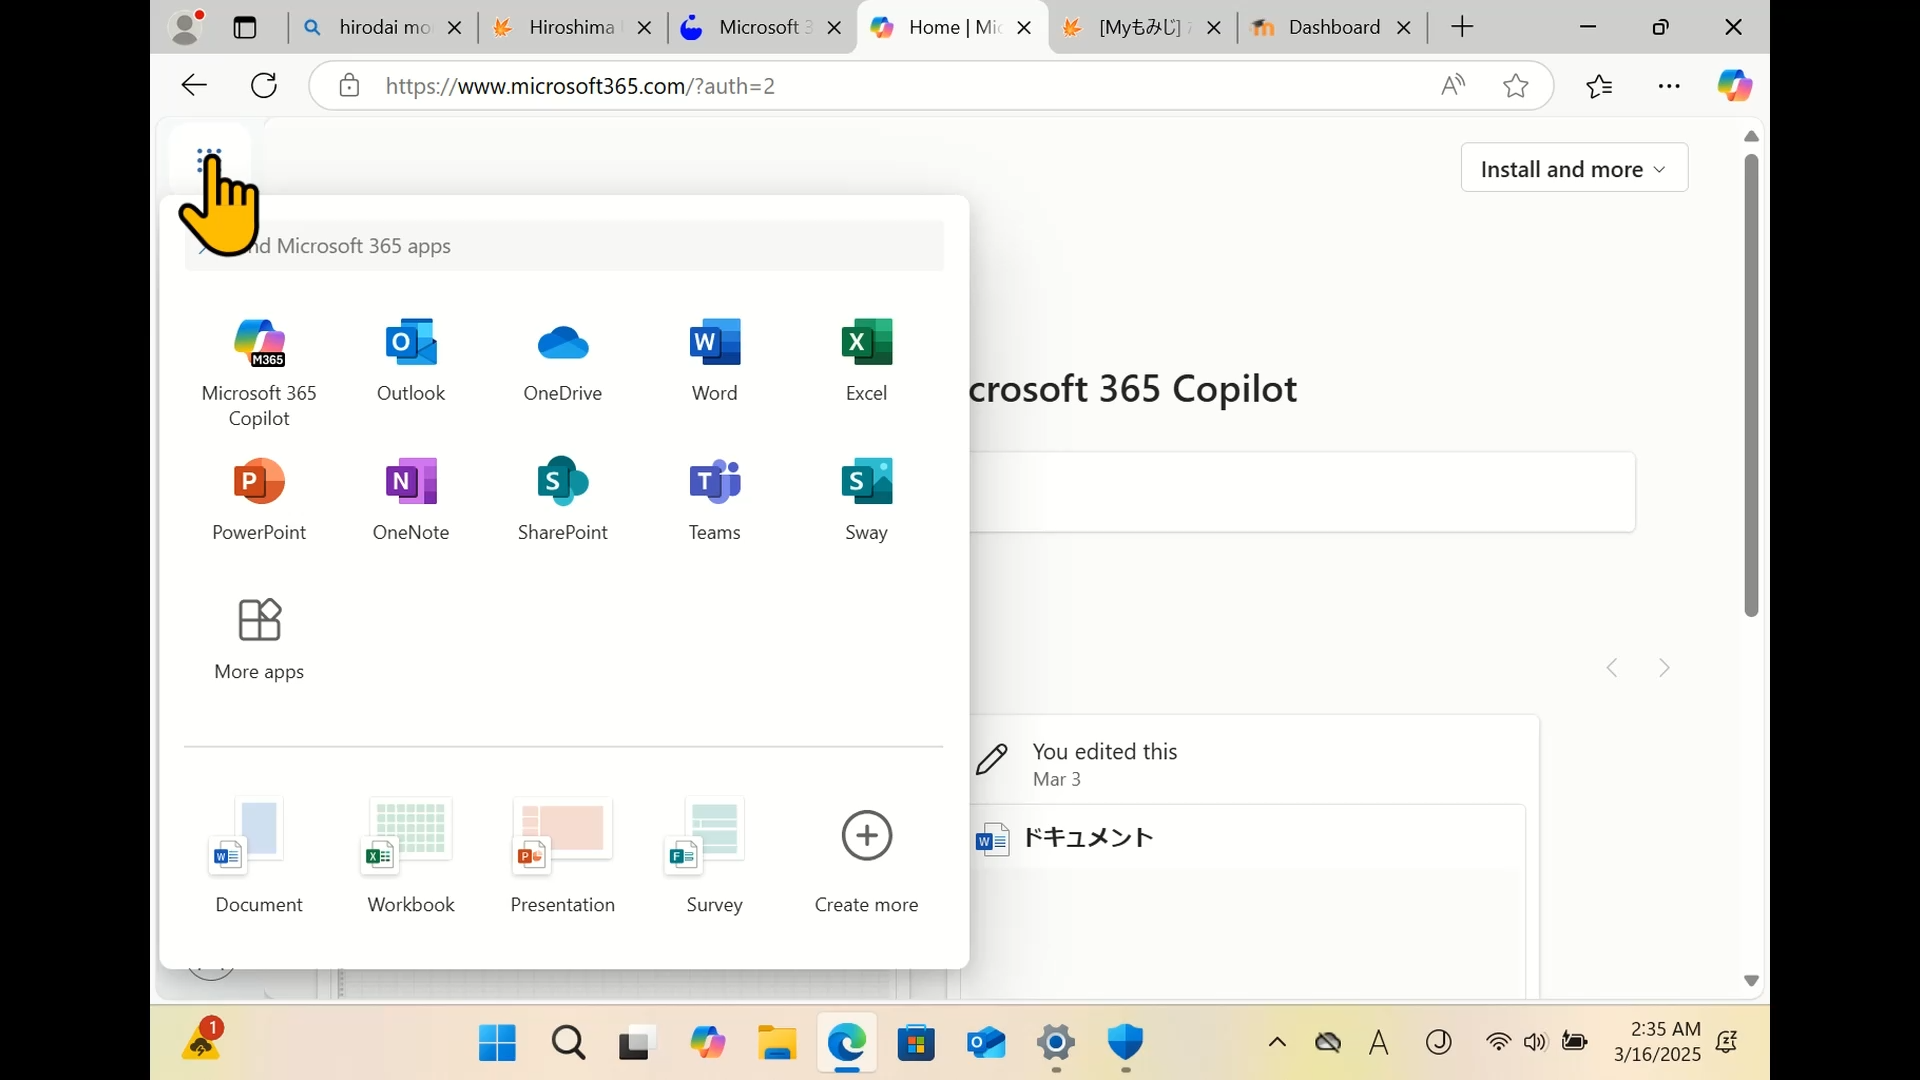 hirodai mo
Hiroshima
Microsoft 3
Home | Mic
[Myもみじ]
Dashboard
https://www.microsoft365.com/?auth=2
Install and more
nd Microsoft 365 apps
crosoft 365 Copilot
M365
Microsoft 365
Copilot
Outlook
OneDrive
Word
Excel
PowerPoint
OneNote
SharePoint
Teams
Sway
More apps
You edited this
Mar 3
ドキュメント
Document
Workbook
Presentation
Survey
Create more
1
2:35 AM
3/16/2025